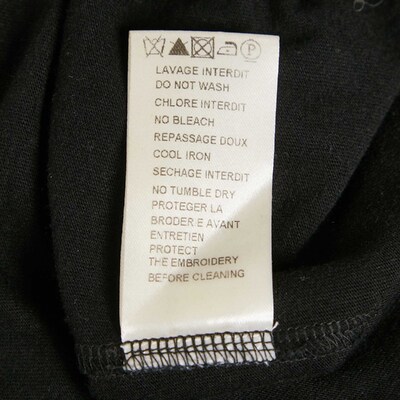 P
LAVAGE INTERDIT
DO NOT WASH
CHLORE INTERDIT
NO BLEACH
REPASSAGE DOUX
COOL IRON
SECHAGE INTERDIT
NO TUMBLE DRY
PROTEGER LA
BRODERIE AVANT
ENTRETIEN
PROTECT
THE EMBROIDERY
BEFORE CLEANING